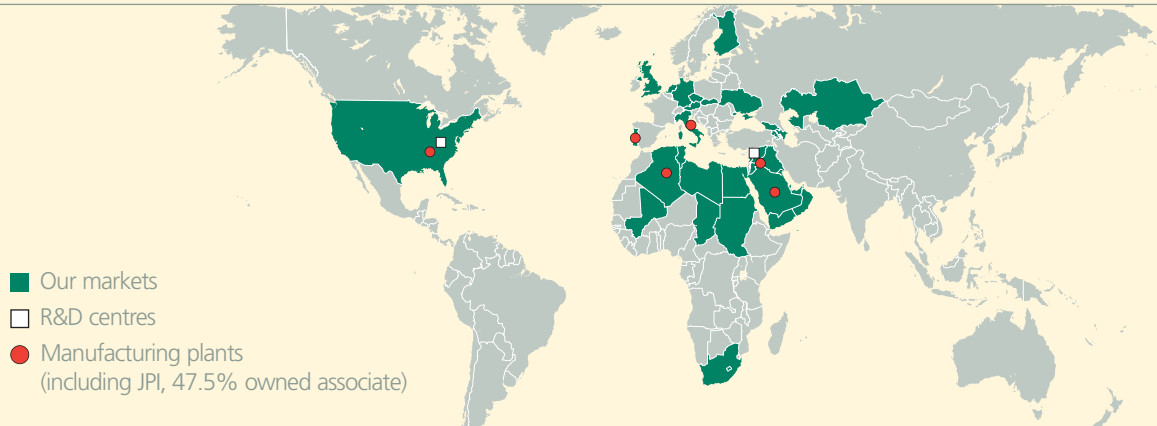 Our markets
R&D centres
Manufacturing plants
(including JPI, 47.5% owned associate)